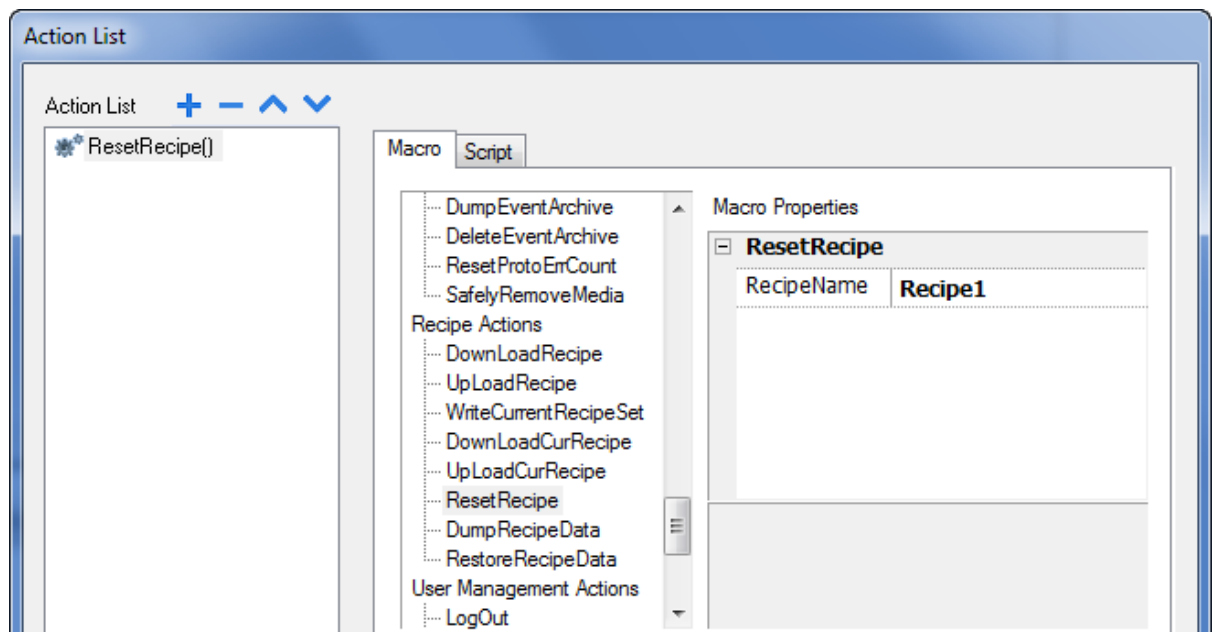 Action List
Action List
ResetRecipe()
Macro
Script
DumpEventArchive
DeleteEventArchive
ResetProtoErrCount
SafelyRemoveMedia
Recipe Actions
DownLoadRecipe
UpLoadRecipe
WriteCurrentRecipeSet
DownLoadCurRecipe
UpLoadCurRecipe
ResetRecipe
DumpRecipeData
RestoreRecipeData
User Management Actions
LogOut
Macro Properties
ResetRecipe
RecipeName Recipe1